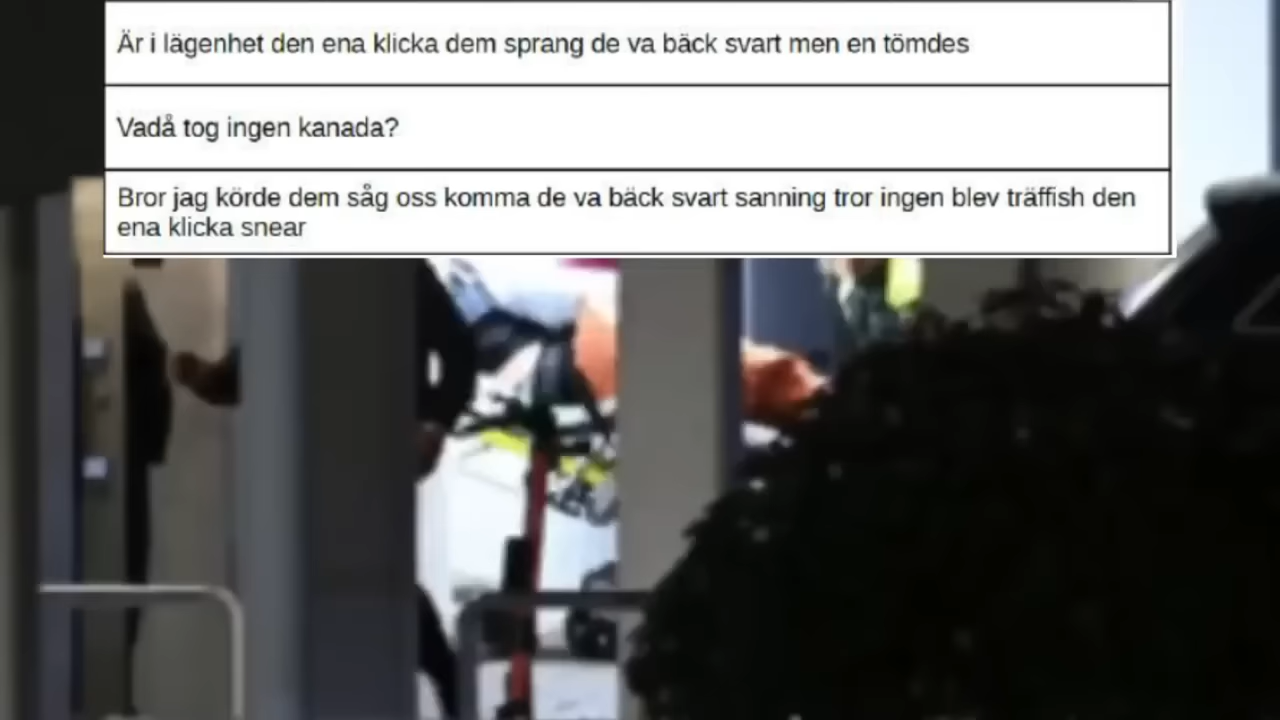 Är i lägenhet den ena klicka dem sprang de va bäck svart men en tömdes
Vadå tog ingen kanada?
Bror jag körde dem såg oss komma de va bäck svart sanning tror ingen blev träffish den
ena klicka snear